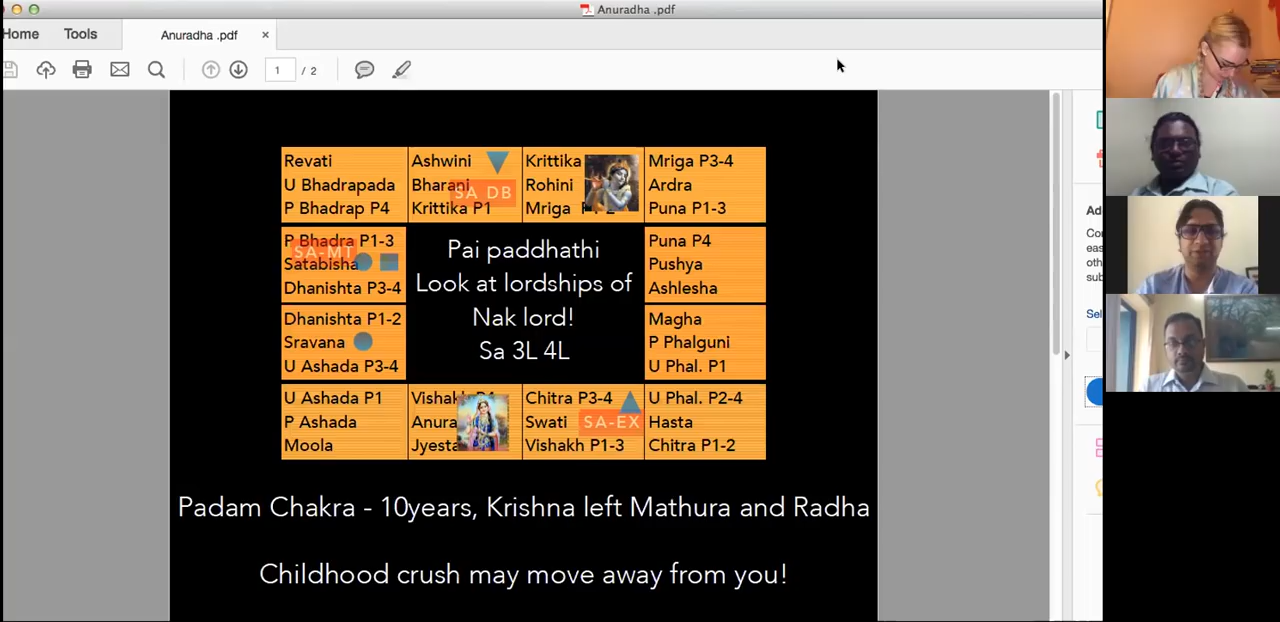 Anuradha .pdf
Home Tools Anuradha .pdf ×
1 / 2
Revati
U Bhadrapada
P Bhadrap P4
Ashwini
Bharani
Krittika P1
SA DB
Krittika
Rohini
Mriga
Mriga P3-4
Ardra
Puna P1-3
P Bhadra P1-3
Satabisha
Dhanishta P3-4
SA-MT
Pai paddhathi
Look at lordships of
Nak lord!
Sa 3L 4L
Puna P4
Pushya
Ashlesha
Dhanishta P1-2
Sravana
U Ashada P3-4
Magha
P Phalguni
U Phal. P1
U Ashada P1
P Ashada
Moola
Vishak
Anura
Jyesta
Chitra P3-4
Swati
Vishakh P1-3
SA-EX
U Phal. P2-4
Hasta
Chitra P1-2
Padam Chakra - 10years, Krishna left Mathura and Radha
Childhood crush may move away from you!